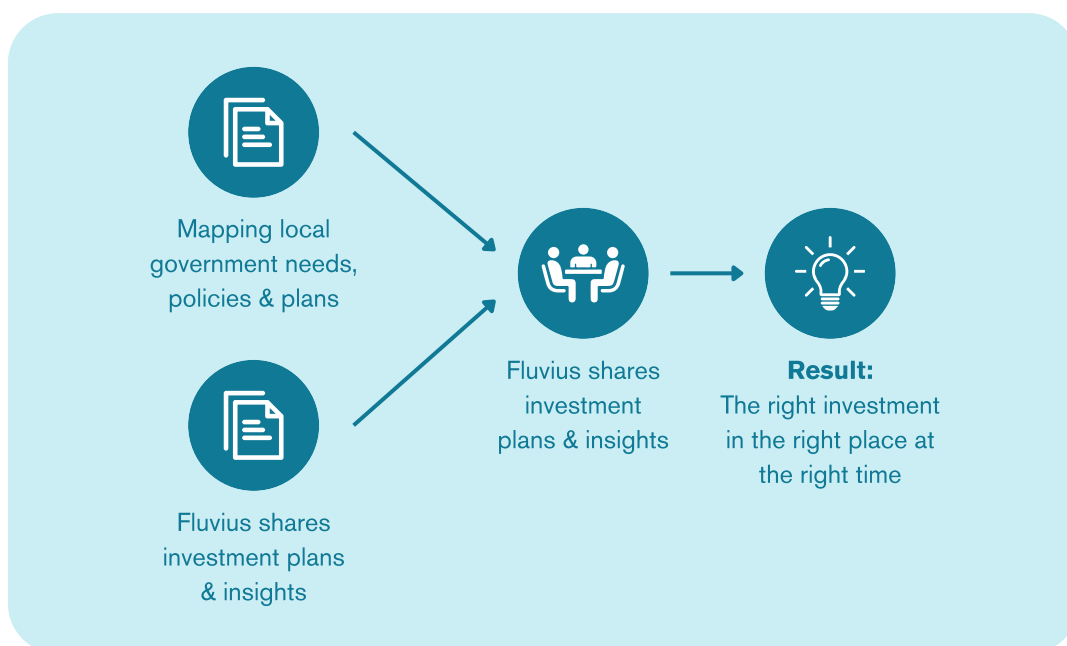 Mapping local
government needs,
policies & plans
Fluvius shares
investment plans
& insights
Fluvius shares
investment
plans & insights
Result:
The right investment
in the right place at
the right time